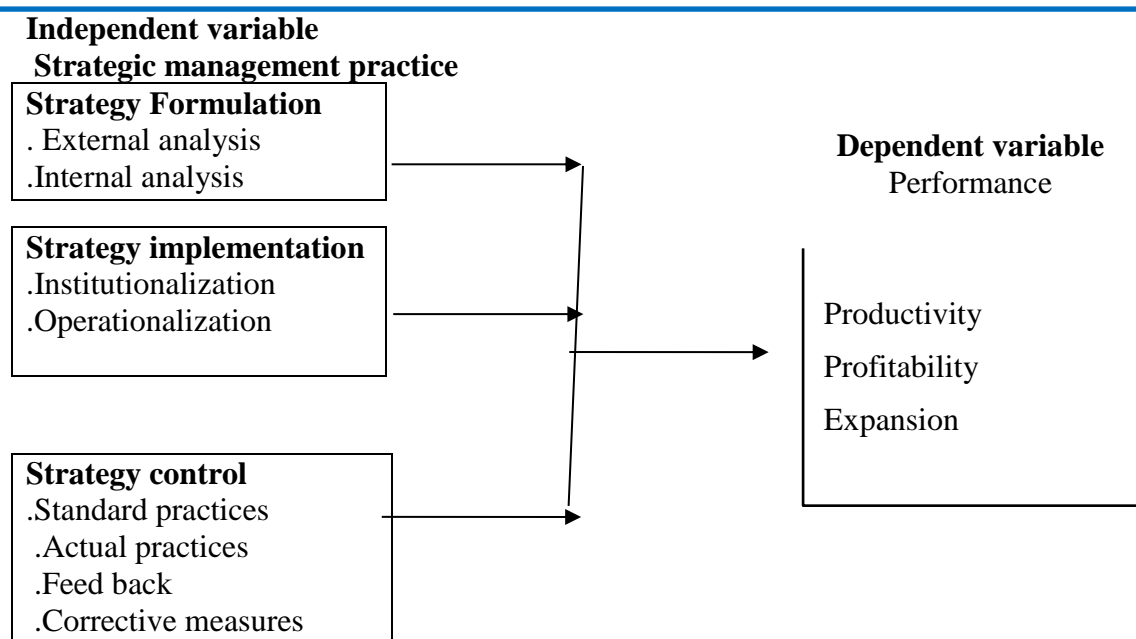 Independent variable
Strategic management practice
Strategy Formulation
. External analysis
.Internal analysis
Strategy implementation
.Institutionalization
.Operationalization
Strategy control
.Standard practices
.Actual practices
.Feed back
.Corrective measures
Dependent variable
Performance
Productivity
Profitability
Expansion